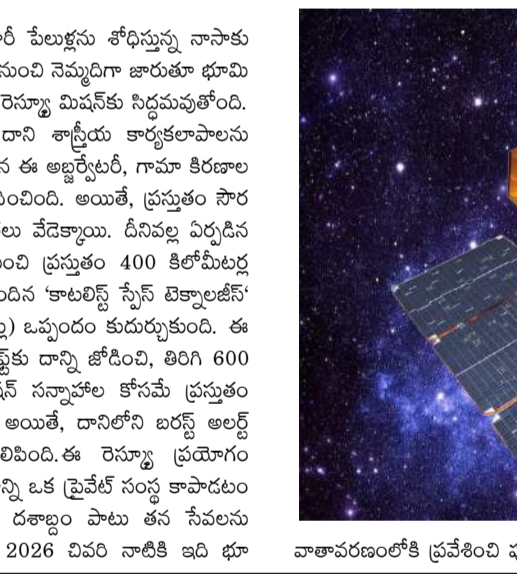 రీ పేలుళ్లను శోధిస్తున్న నాసాకు
నుంచి నెమ్మదిగా జారుతూ భూమి
రెస్క్యూ మిషన్‌కు సిద్ధమవుతోంది.
దాని శాస్త్రీయ కార్యకలాపాలను
న ఈ అబ్జర్వేటరీ, గామా కిరణాల
ించింది. అయితే, ప్రస్తుతం సౌర
లు వేడెక్కాయి. దీనివల్ల ఏర్పడిన
ంచి ప్రస్తుతం 400 కిలోమీటర్ల
ందిన ‘కాటలిస్ట్ స్పేస్ టెక్నాలజీస్‘
) ఒప్పందం కుదుర్చుకుంది. ఈ
దాన్ని జోడించి, తిరిగి 600
షన్ సన్నాహాల కోసమే ప్రస్తుతం
అయితే, దానిలోని బరస్ట్ అలర్ట్
లిపింది.ఈ రెస్క్యూ ప్రయోగం
న్ని ఒక ప్రైవేట్ సంస్థ కాపాడటం
దశాబ్దం పాటు తన సేవలను
2026 చివరి నాటికి ఇది భూ
వాతావరణంలోకి ప్రవేశించి